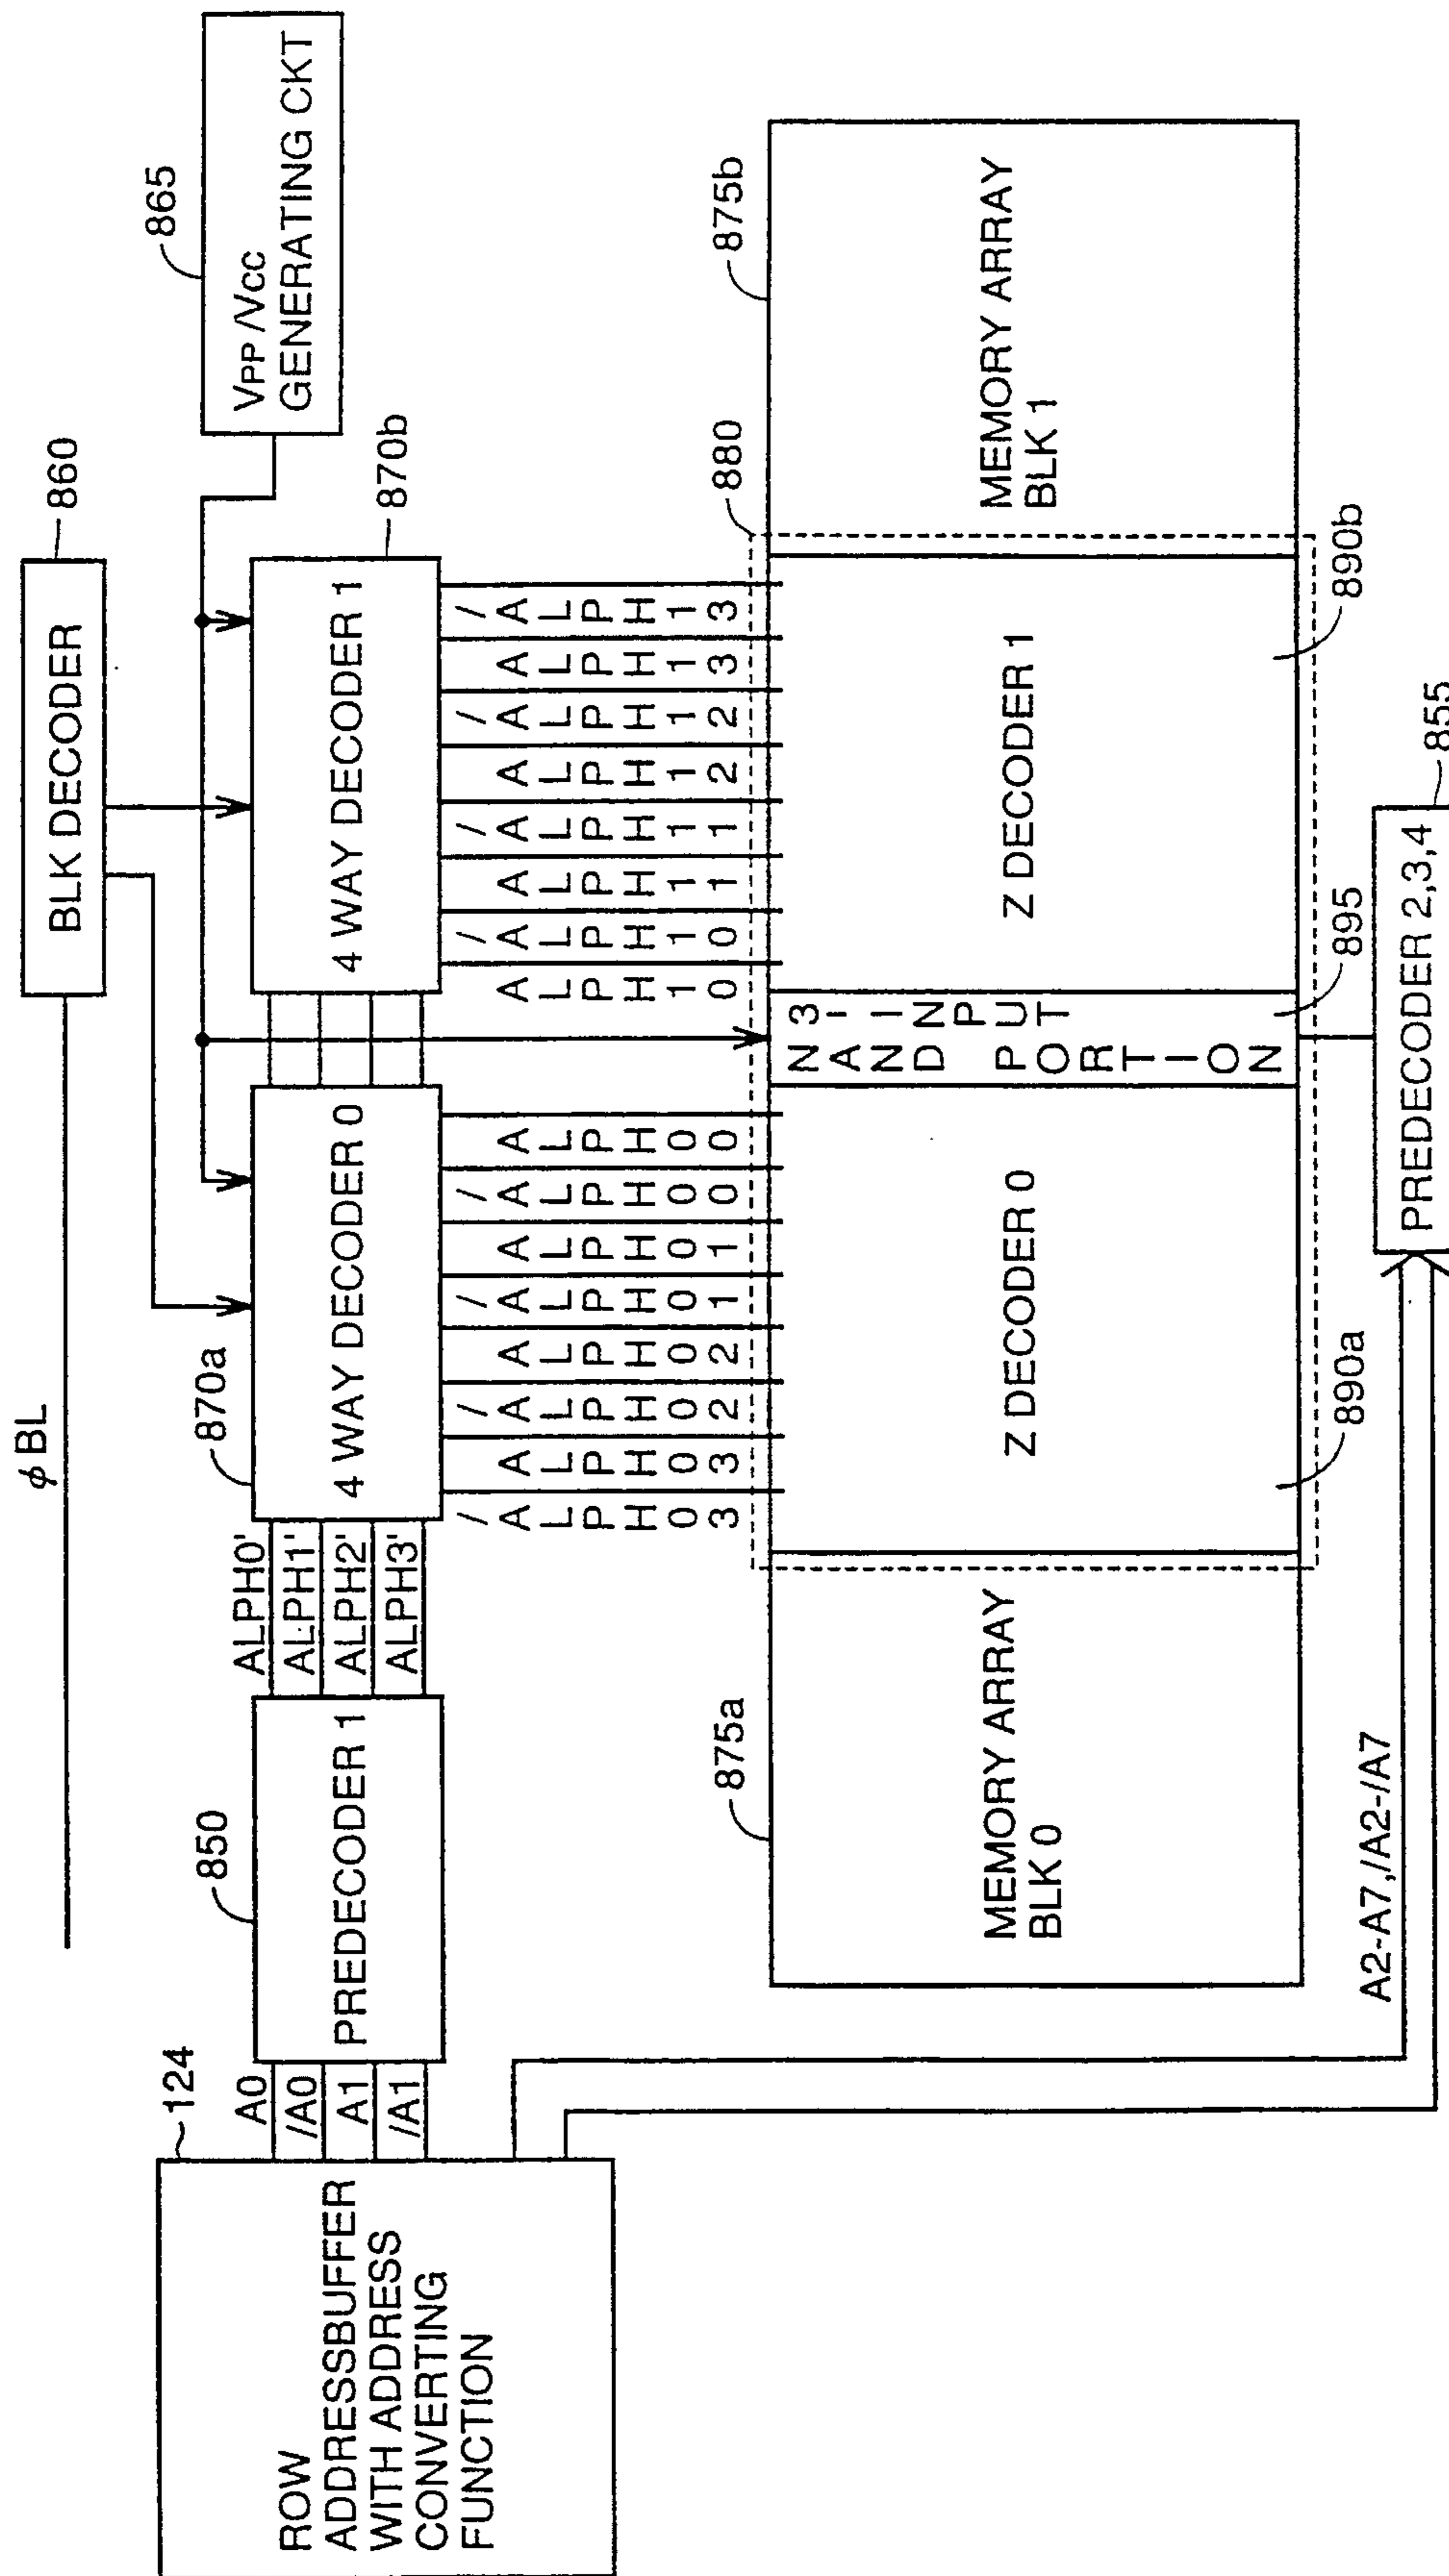 φBL
BLK DECODER
860
VPP/VCC
GENERATING CKT
865
124
ROW
ADDRESSBUFFER
WITH ADDRESS
CONVERTING
FUNCTION
A0
/A0
A1
/A1
850
PREDECODER 1
ALPH0'
ALPH1'
ALPH2'
ALPH3'
870a
4 WAY DECODER 0
4 WAY DECODER 1
870b
/ALPH03
ALPH03
/ALPH02
ALPH02
/ALPH01
ALPH01
/ALPH00
ALPH00
ALPH10
/ALPH10
ALPH11
/ALPH11
ALPH12
/ALPH12
ALPH13
/ALPH13
875a
MEMORY ARRAY
BLK 0
Z DECODER 0
890a
3-INPUT
NAND PORTION
895
Z DECODER 1
890b
880
MEMORY ARRAY
BLK 1
875b
A2-A7,/A2-/A7
PREDECODER 2,3,4
855